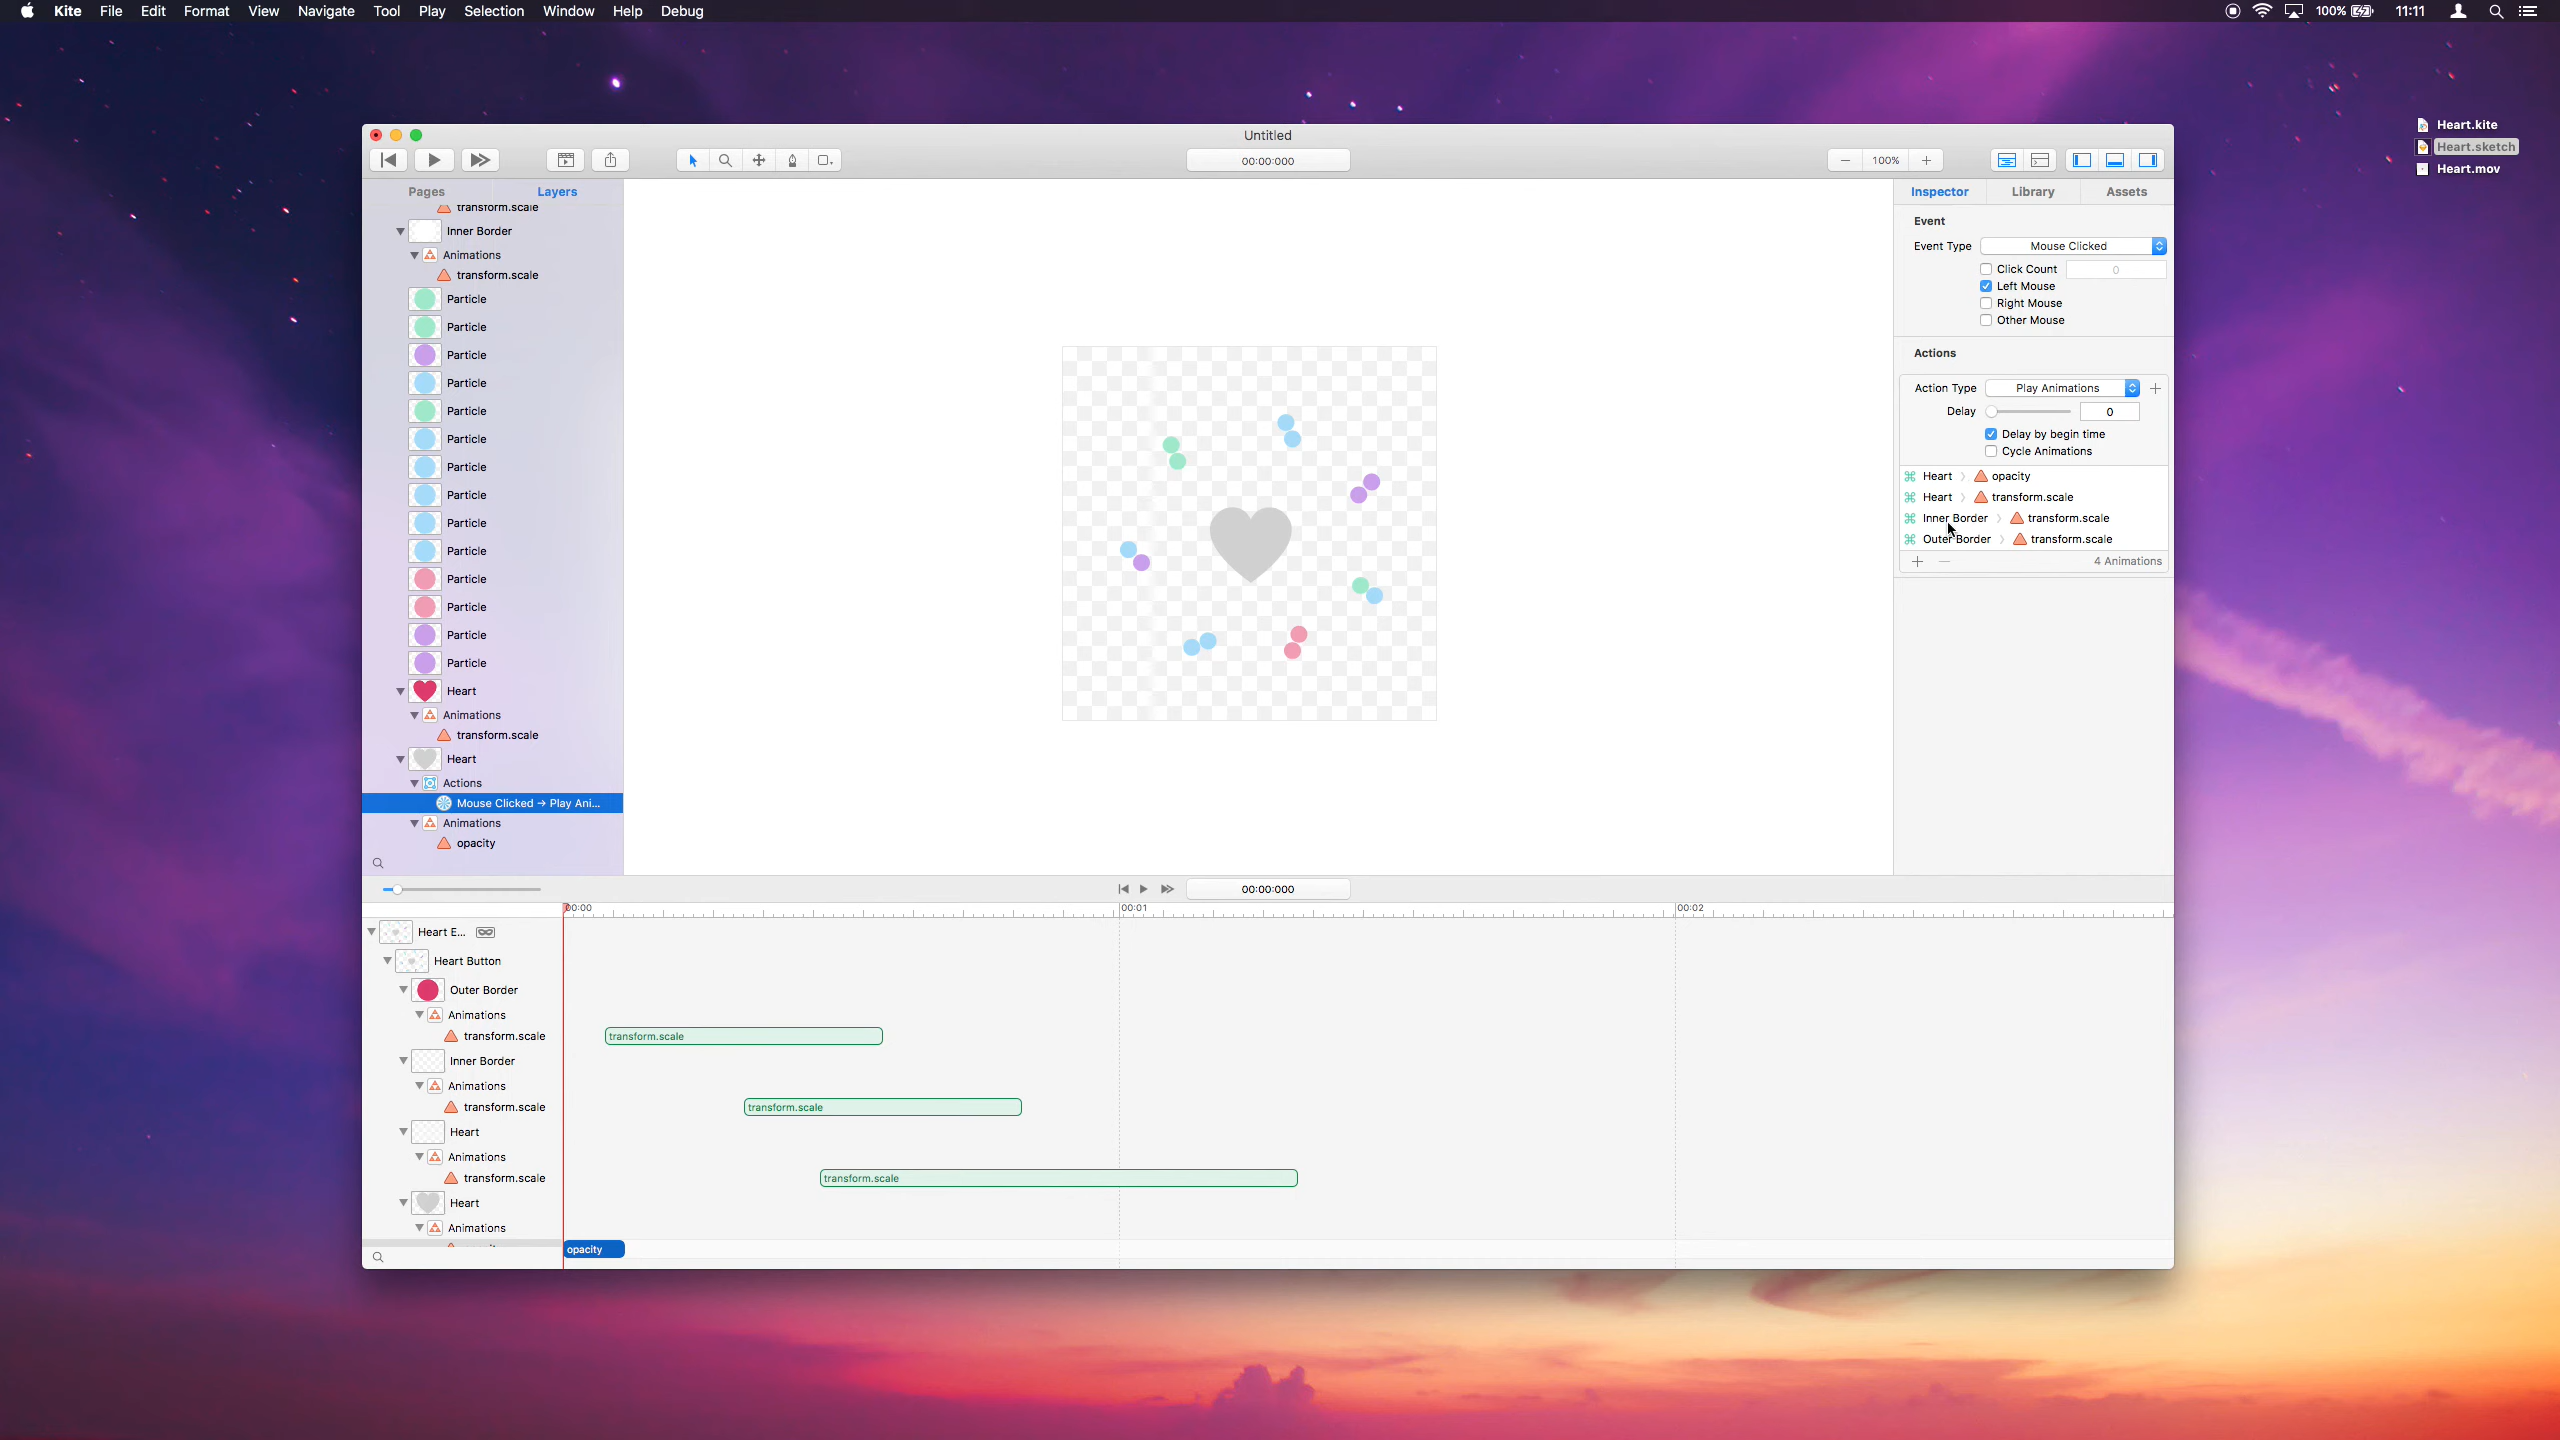 Kite File Edit Format View Navigate Tool Play Selection Window Help Debug 100% 11:11
Heart.kite
Heart.sketch
Heart.mov
Untitled
00:00:000
100%
Pages Layers
transform.scale
Inner Border
Animations
transform.scale
Particle
Particle
Particle
Particle
Particle
Particle
Particle
Particle
Particle
Particle
Particle
Particle
Particle
Particle
Heart
Animations
transform.scale
Heart
Actions
Mouse Clicked → Play Ani...
Animations
opacity
Inspector Library Assets
Event
Event Type Mouse Clicked
Click Count 0
Left Mouse
Right Mouse
Other Mouse
Actions
Action Type Play Animations
Delay 0
Delay by begin time
Cycle Animations
Heart opacity
Heart transform.scale
Inner Border transform.scale
Outer Border transform.scale
4 Animations
00:00:000
00:00 00:01 00:02
Heart E...
Heart Button
Outer Border
Animations
transform.scale transform.scale
Inner Border
Animations
transform.scale transform.scale
Heart
Animations
transform.scale transform.scale
Heart
Animations
opacity